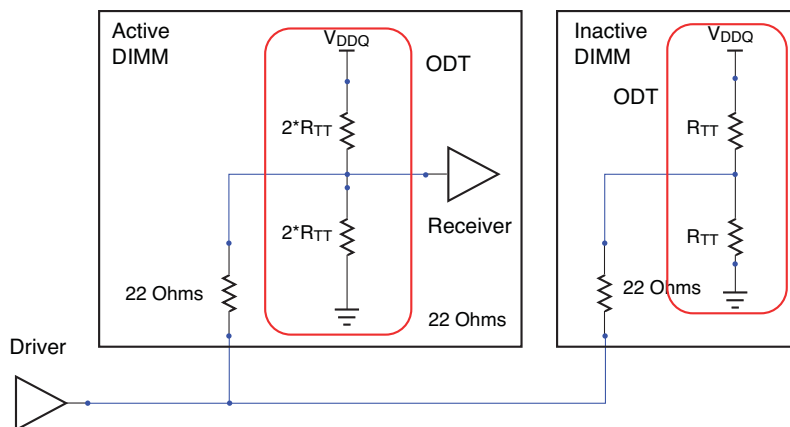 Active
DIMM
VDDQ
ODT
2*RTT
2*RTT
Receiver
22 Ohms
22 Ohms
Inactive
DIMM
VDDQ
ODT
RTT
RTT
22 Ohms
Driver